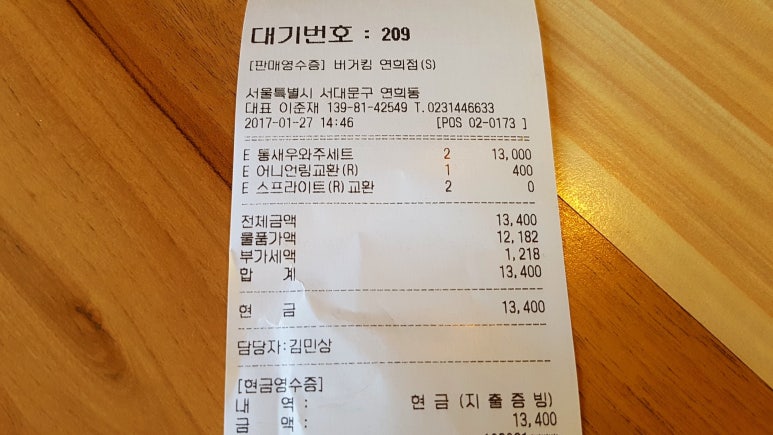 대기번호 : 209
[판매영수증] 버거킹 연희점(S)
서울특별시 서대문구 연희동
대표 이준재 139-81-42549 T.0231446633
2017-01-27 14:46 [POS 02-0173 ]
E 통새우와주세트 2 13,000
E 어니언링교환(R) 1 400
E 스프라이트(R)교환 2 0
전체금액 13,400
물품가액 12,182
부가세액 1,218
합 계 13,400
현 금 13,400
담당자:김민상
[현금영수증]
내 역 : 현 금 (지 출 증 빙)
금 액 : 13,400